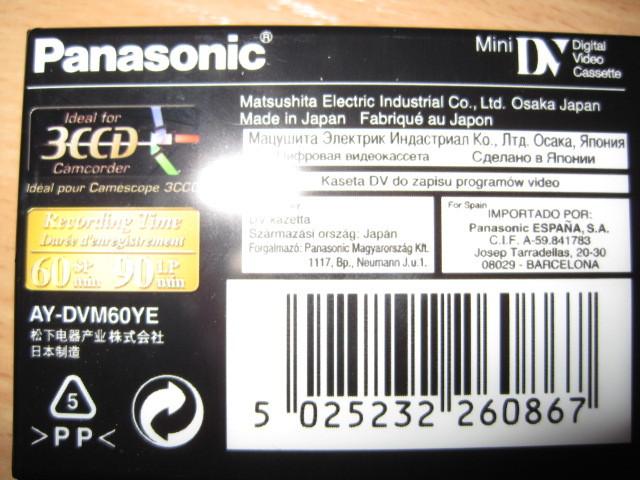 Panasonic®
Mini DV Digital Video Cassette
Matsushita Electric Industrial Co., Ltd. Osaka Japan
Made in Japan Fabriqué au Japon
Мацушита Электрик Индастриал Ко., Лтд. Осака, Япония
Цифровая видеокассета Сделано в Японии
Kaseta DV do zapisu programów video
Ideal for
3CCD
Camcorder
Ideal pour Caméscope 3CCD
Recording Time
Durée d'enregistrement
60 SP min 90 LP min
DV kazetta
Származási ország: Japán
Forgalmazó: Panasonic Magyarország Kft.
1117, Bp., Neumann J.u.1.
For Spain
IMPORTADO POR:
Panasonic ESPAÑA, S.A.
C.I.F. A-59.841783
Josep Tarradellas, 20-30
08029 - BARCELONA
AY-DVM60YE
松下电器产业株式会社
日本制造
5
>PP<
5 025232 260867